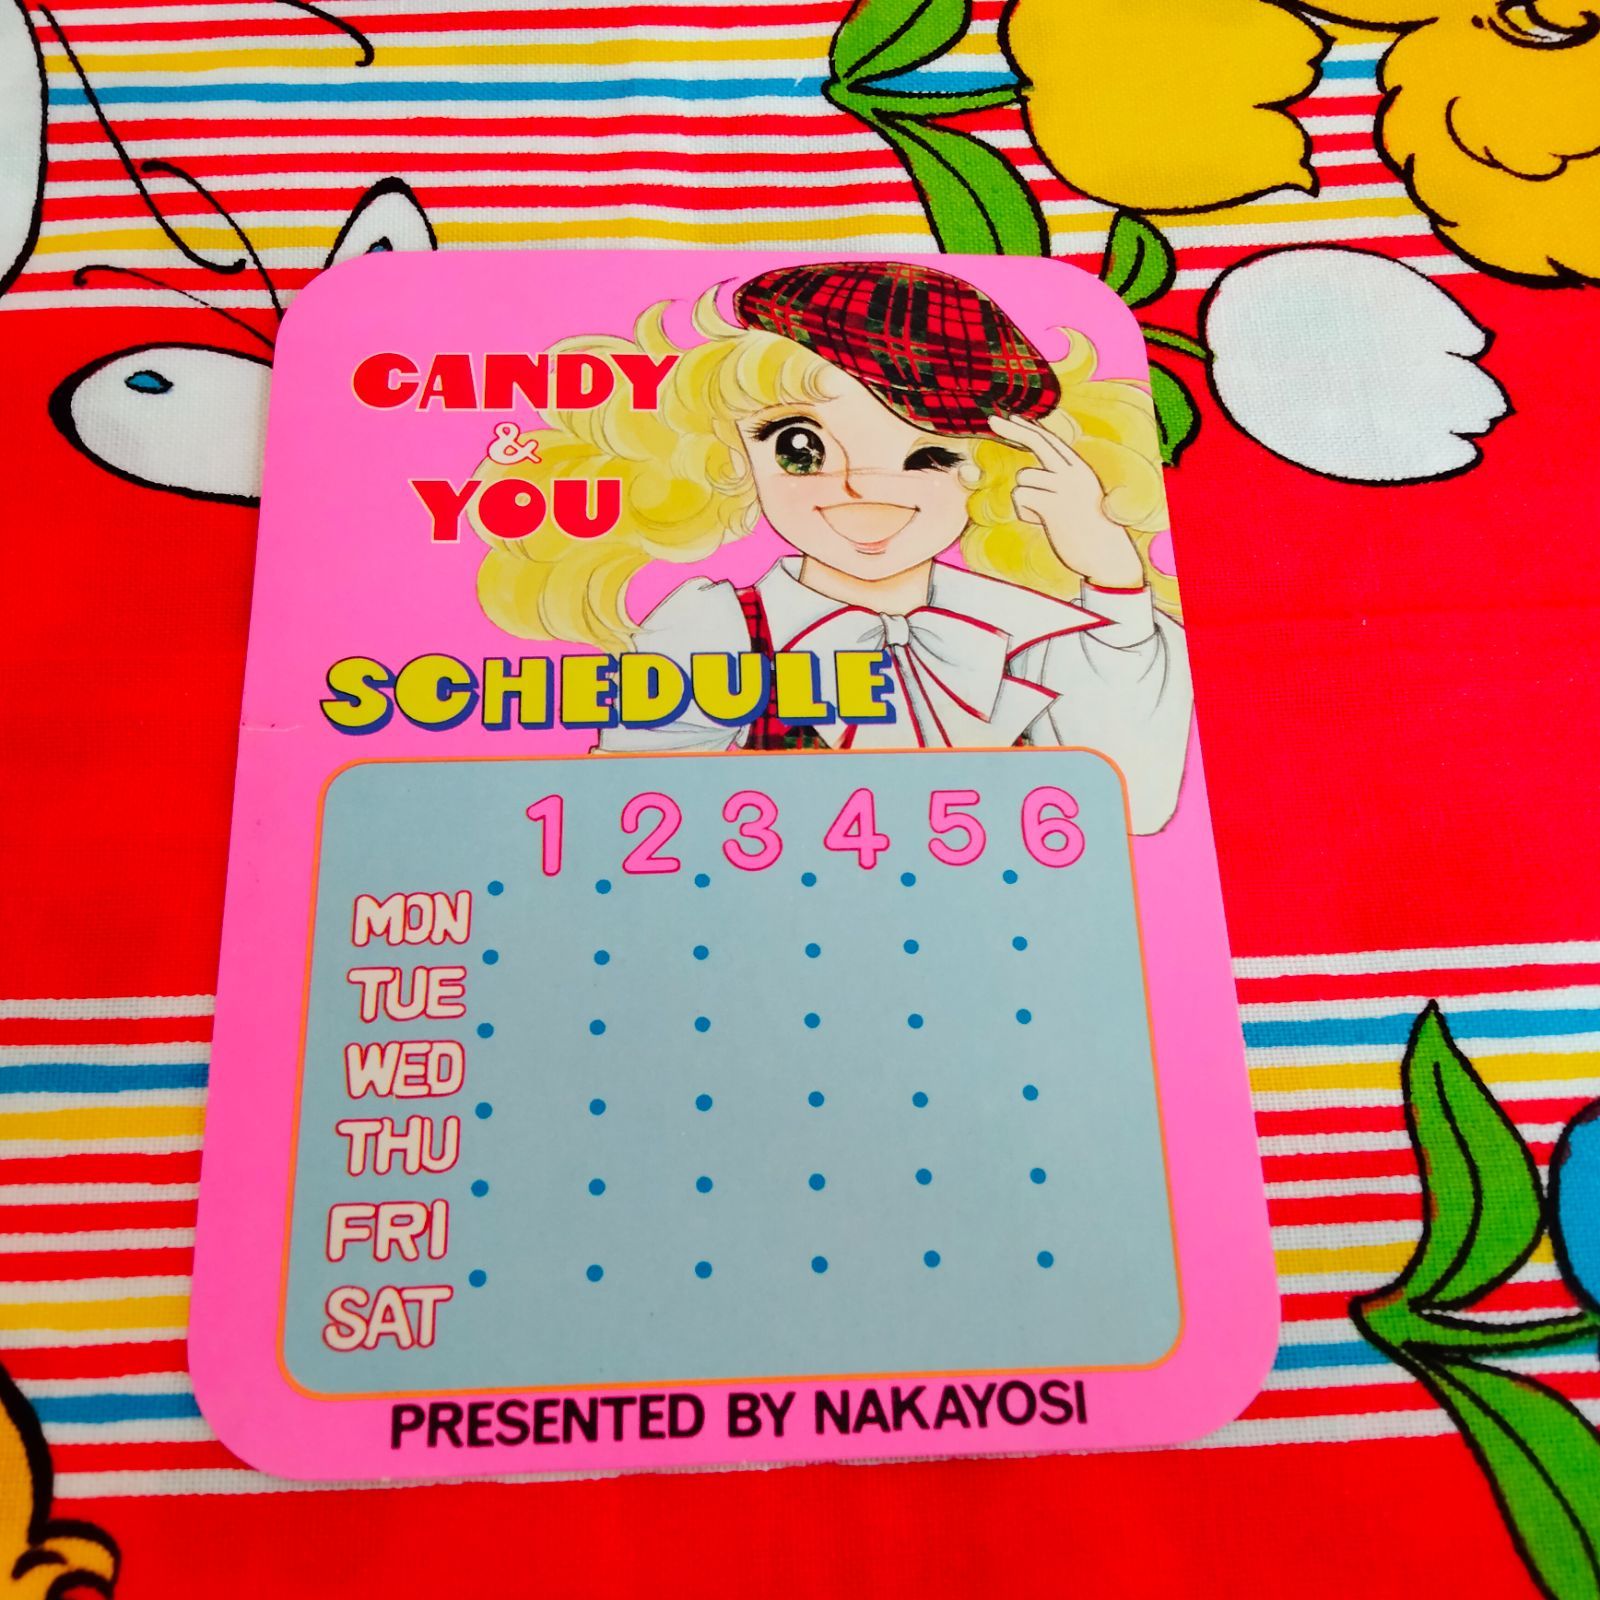 CANDY
&
YOU
SCHEDULE
1 2 3 4 5 6
MON
TUE
WED
THU
FRI
SAT
PRESENTED BY NAKAYOSI